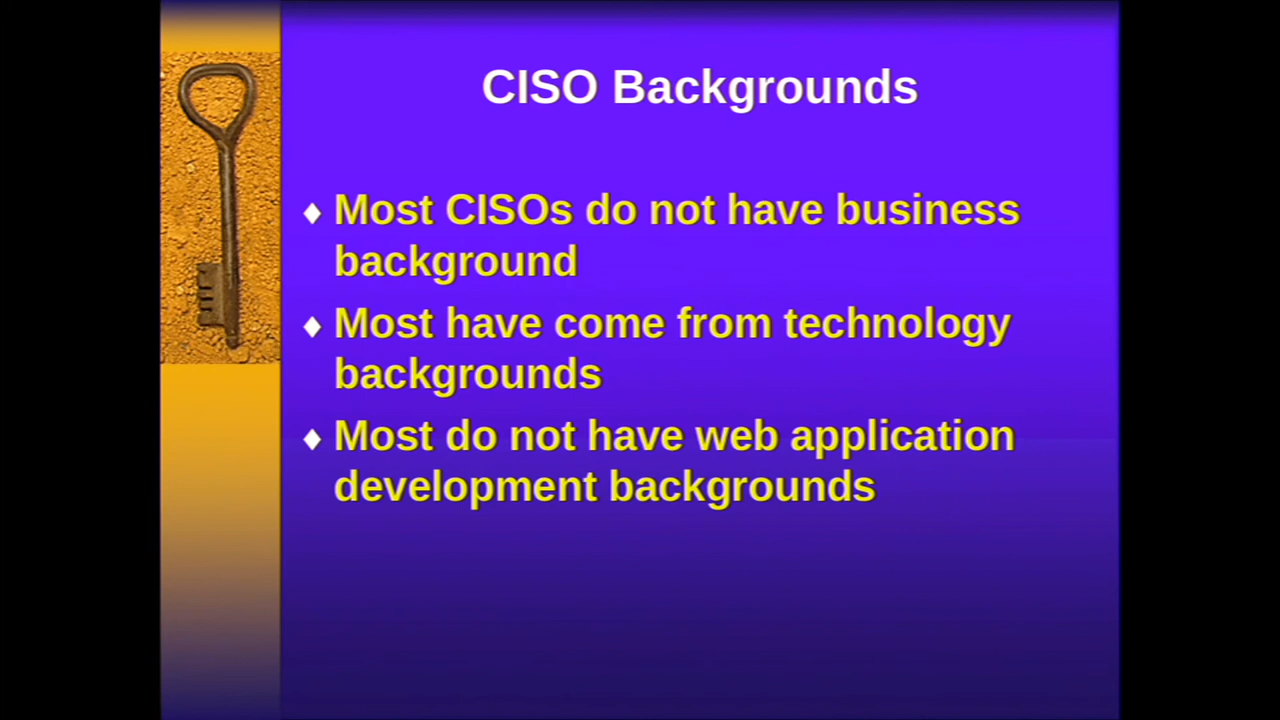 CISO Backgrounds
Most CISOs do not have business
background
Most have come from technology
backgrounds
Most do not have web application
development backgrounds